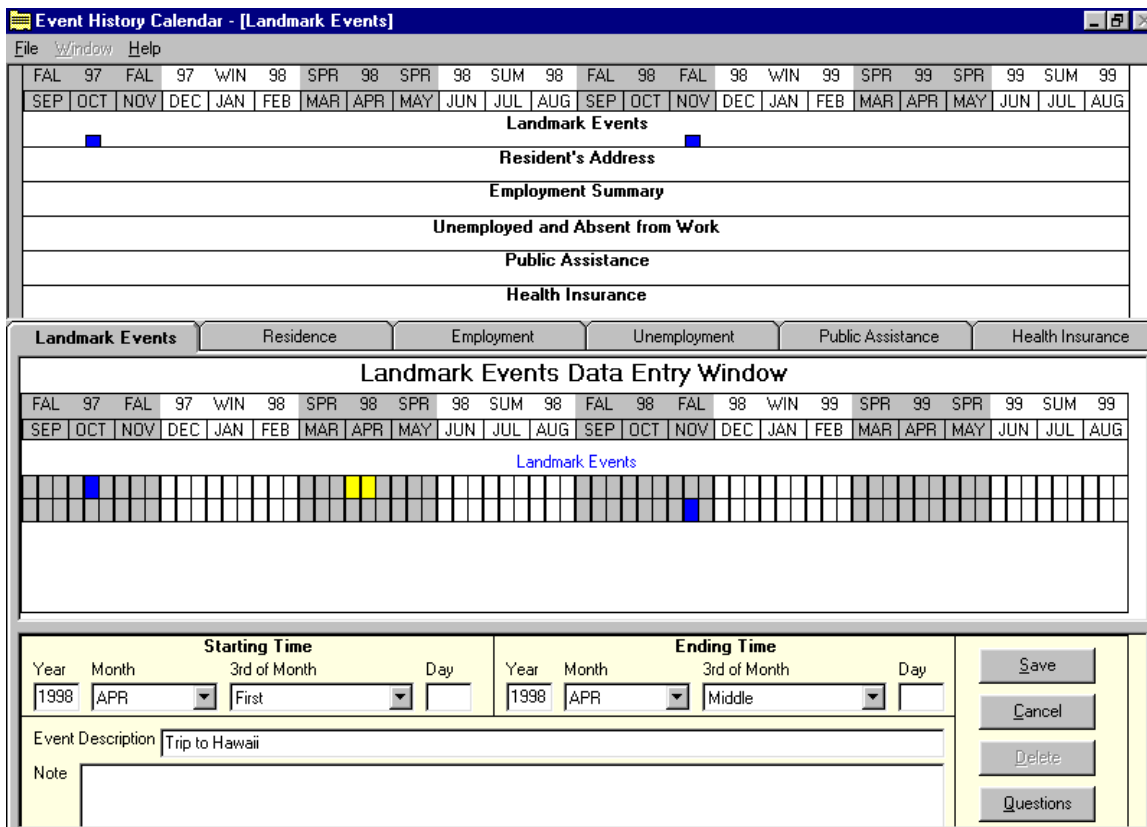 Event History Calendar - [Landmark Events]
File Window Help
FAL 97 FAL 97 WIN 98 SPR 98 SPR 98 SUM 98 FAL 98 FAL 98 WIN 99 SPR 99 SPR 99 SUM 99
SEP OCT NOV DEC JAN FEB MAR APR MAY JUN JUL AUG SEP OCT NOV DEC JAN FEB MAR APR MAY JUN JUL AUG
Landmark Events
Resident's Address
Employment Summary
Unemployed and Absent from Work
Public Assistance
Health Insurance
Landmark Events Residence Employment Unemployment Public Assistance Health Insurance
Landmark Events Data Entry Window
FAL 97 FAL 97 WIN 98 SPR 98 SPR 98 SUM 98 FAL 98 FAL 98 WIN 99 SPR 99 SPR 99 SUM 99
SEP OCT NOV DEC JAN FEB MAR APR MAY JUN JUL AUG SEP OCT NOV DEC JAN FEB MAR APR MAY JUN JUL AUG
Landmark Events
Starting Time Ending Time
Year Month 3rd of Month Day Year Month 3rd of Month Day
1998 APR First 1998 APR Middle
Event Description Trip to Hawaii
Note
Save
Cancel
Delete
Questions